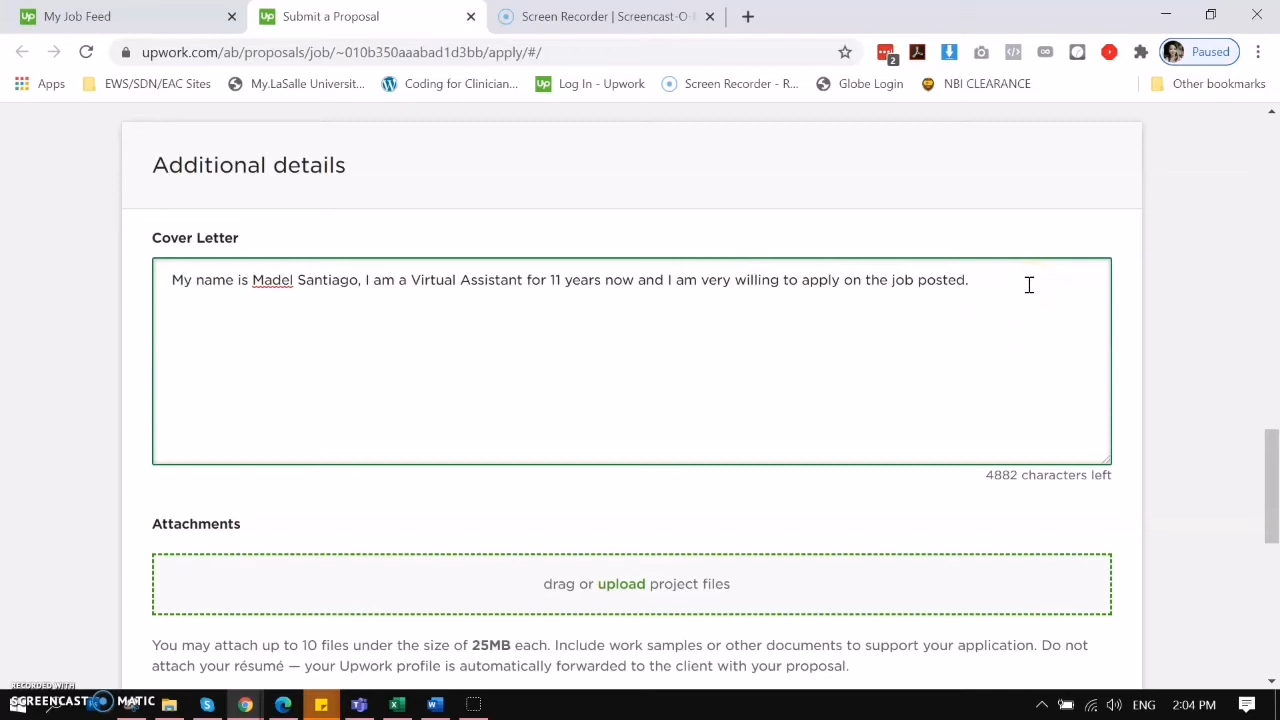 My Job Feed
Submit a Proposal
Screen Recorder | Screencast-O
upwork.com/ab/proposals/job/~010b350aaabad1d3bb/apply/#/
2
Paused
Apps
EWS/SDN/EAC Sites
My.LaSalle Universit...
Coding for Clinician...
Log In - Upwork
Screen Recorder - R...
Globe Login
NBI CLEARANCE
Other bookmarks
Additional details
Cover Letter
My name is Madel Santiago, I am a Virtual Assistant for 11 years now and I am very willing to apply on the job posted.
4882 characters left
Attachments
drag or upload project files
You may attach up to 10 files under the size of 25MB each. Include work samples or other documents to support your application. Do not
attach your résumé — your Upwork profile is automatically forwarded to the client with your proposal.
RECORDED WITH
SCREENCAST MATIC
ENG
2:04 PM